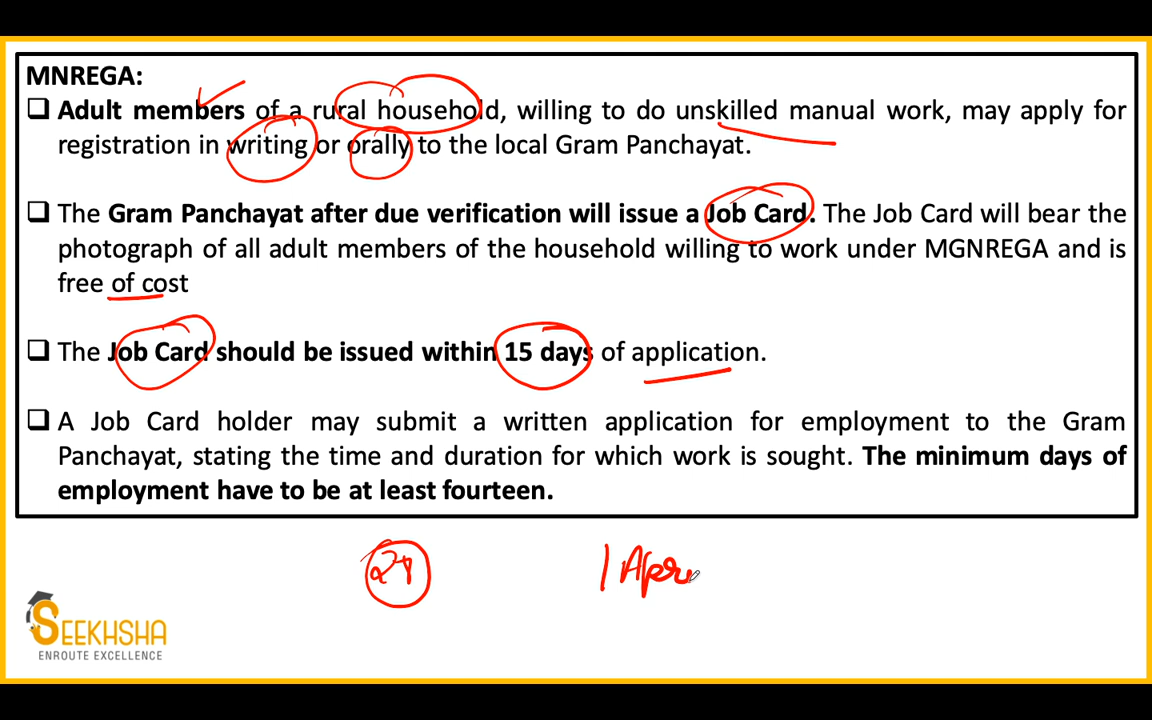 MNREGA:
❑ Adult members of a rural household, willing to do unskilled manual work, may apply for
registration in writing or orally to the local Gram Panchayat.
❑ The Gram Panchayat after due verification will issue a Job Card. The Job Card will bear the
photograph of all adult members of the household willing to work under MGNREGA and is
free of cost
❑ The Job Card should be issued within 15 days of application.
❑ A Job Card holder may submit a written application for employment to the Gram
Panchayat, stating the time and duration for which work is sought. The minimum days of
employment have to be at least fourteen.
1 Apr
SEEKHSHA
ENROUTE EXCELLENCE